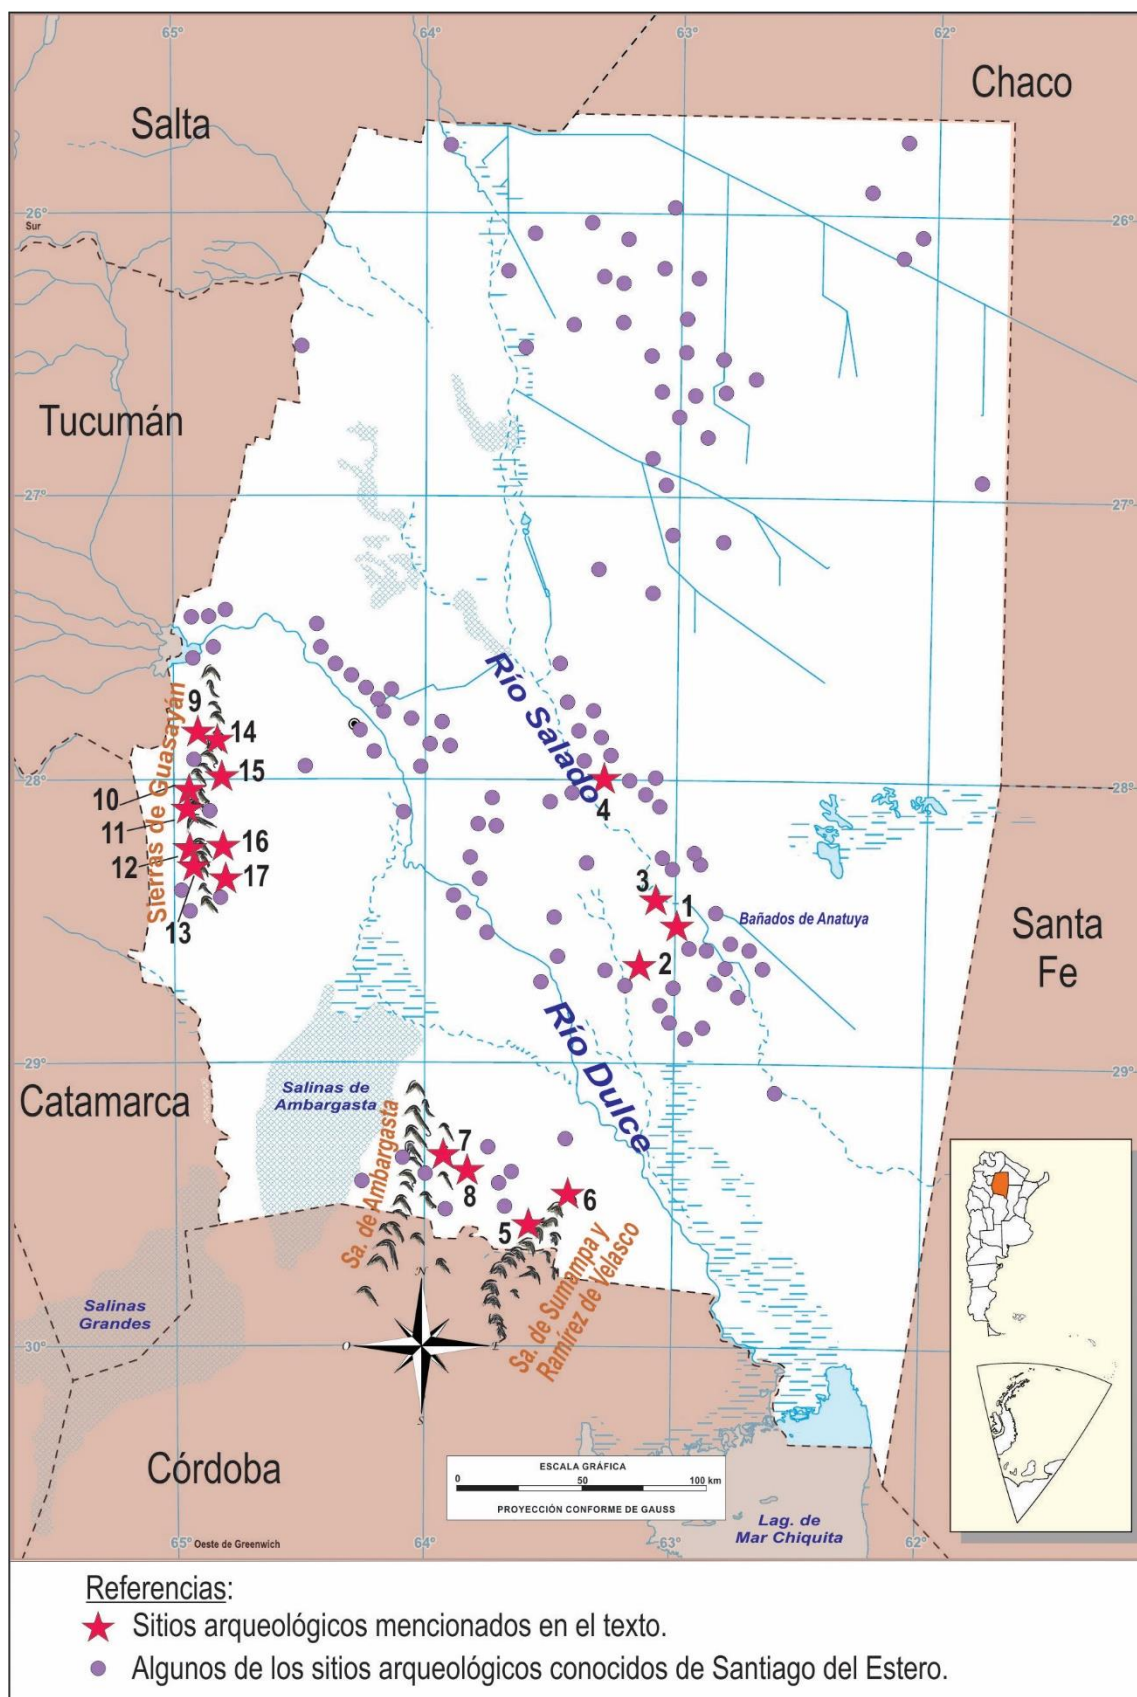 65°
64°
63°
62°
Chaco
Salta
26°
Sur
26°
Tucumán
27°
27°
Río Salado
Sierras de Guasayán
9
14
15
28°
28°
10
11
4
16
12
17
3
1
Bañados de Anatuya
Santa
Fe
13
2
Río Dulce
29°
29°
Catamarca
Salinas de
Ambargasta
Sa. de Ambargasta
7
8
6
5
Sa. de Sumampa y
Ramírez de Velasco
Salinas
Grandes
N
O
E
S
30°
30°
Córdoba
ESCALA GRÁFICA
0 50 100 km
PROYECCIÓN CONFORME DE GAUSS
Lag. de
Mar Chiquita
65° Oeste de Greenwich
64°
63°
62°
Referencias:
Sitios arqueológicos mencionados en el texto.
Algunos de los sitios arqueológicos conocidos de Santiago del Estero.